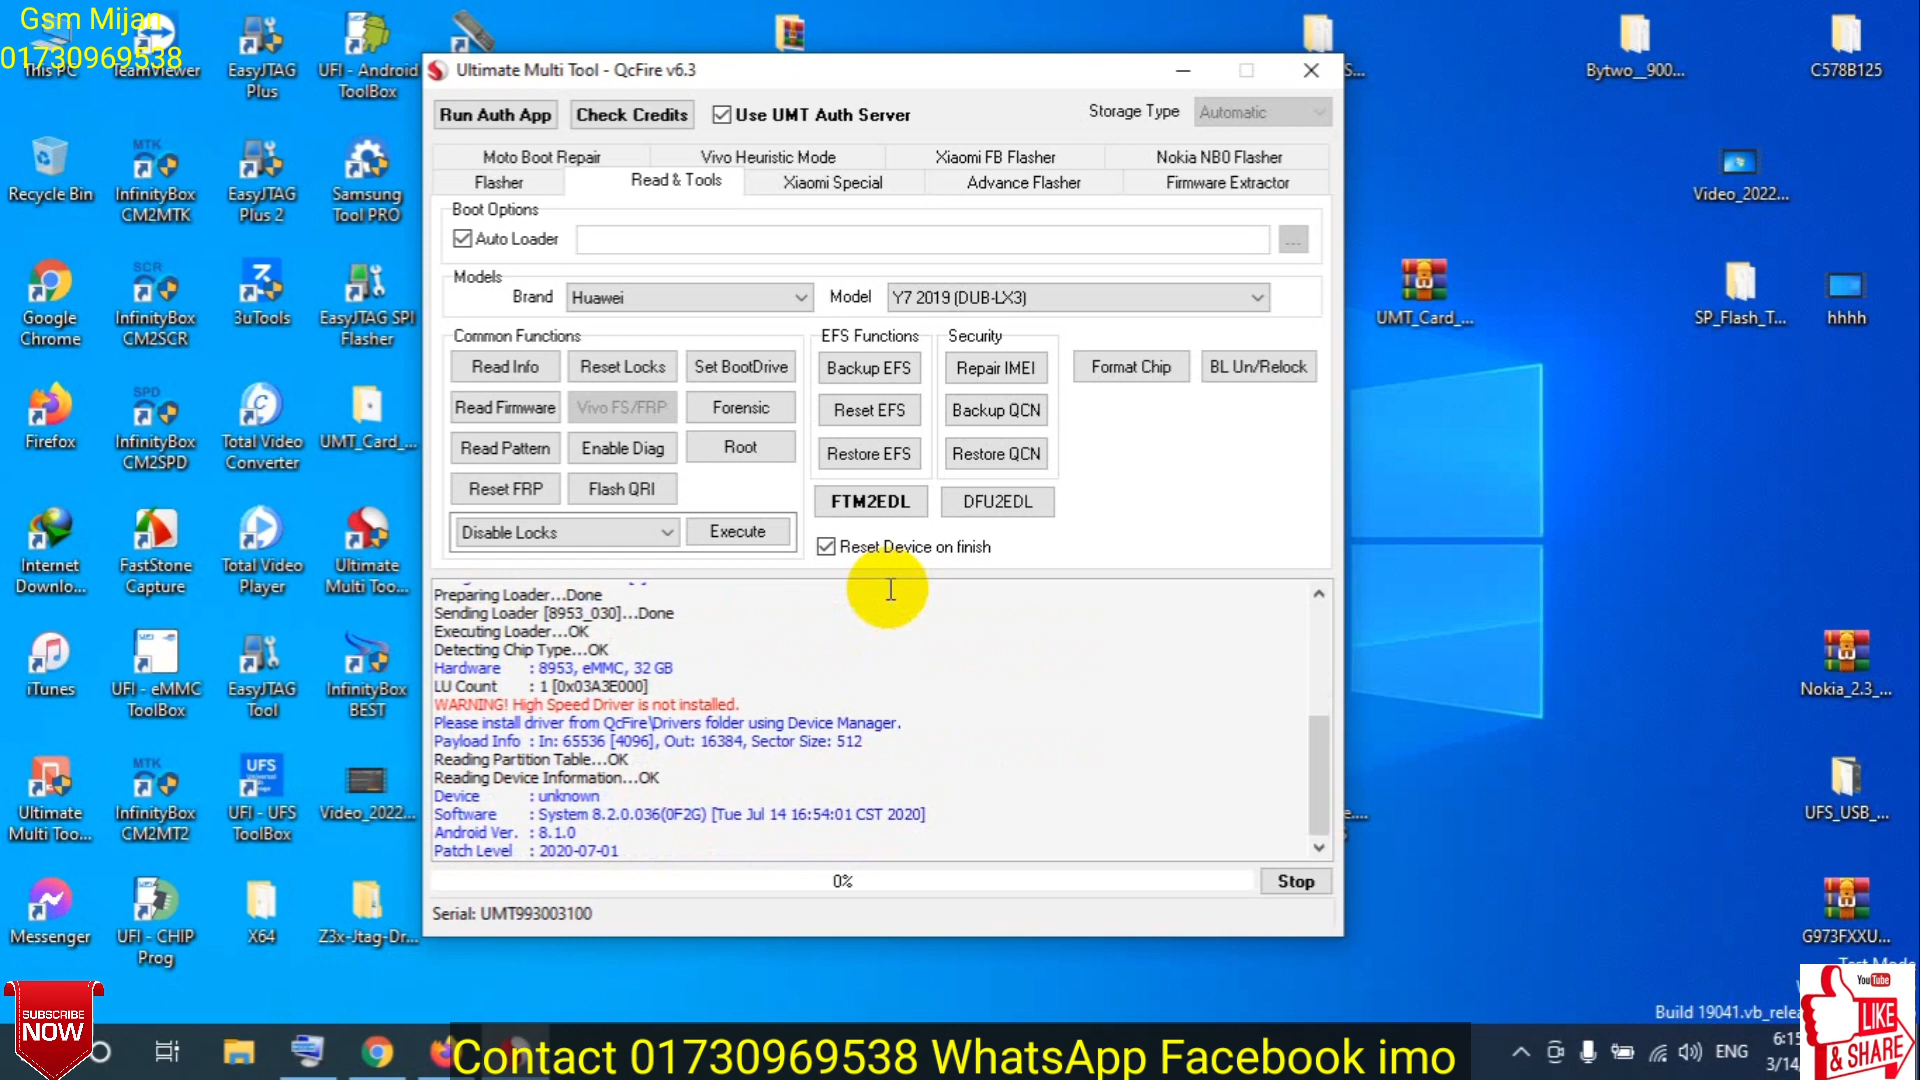 Gsm Mijan
01730969538
This PC
TeamViewer
EasyJTAG
Plus
UFI - Android
ToolBox
Bytwo__900...
C578B125
Recycle Bin
InfinityBox
CM2MTK
EasyJTAG
Plus 2
Samsung
Tool PRO
Video_2022...
Google
Chrome
InfinityBox
CM2SCR
3uTools
EasyJTAG SPI
Flasher
UMT_Card_...
SP_Flash_T...
hhhh
Firefox
InfinityBox
CM2SPD
Total Video
Converter
UMT_Card_...
Internet
Downlo...
FastStone
Capture
Total Video
Player
Ultimate
Multi Too...
iTunes
UFI - eMMC
ToolBox
EasyJTAG
Tool
InfinityBox
BEST
Nokia_2.3_...
Ultimate
Multi Too...
InfinityBox
CM2MT2
UFI - UFS
ToolBox
Video_2022...
UFS_USB_...
Messenger
UFI - CHIP
Prog
X64
Z3x-Jtag-Dr...
G973FXXU...
Ultimate Multi Tool - QcFire v6.3
Run Auth App
Check Credits
Use UMT Auth Server
Storage Type
Automatic
Moto Boot Repair
Vivo Heuristic Mode
Xiaomi FB Flasher
Nokia NB0 Flasher
Flasher
Read & Tools
Xiaomi Special
Advance Flasher
Firmware Extractor
Boot Options
Auto Loader
...
Models
Brand
Huawei
Model
Y7 2019 (DUB-LX3)
Common Functions
EFS Functions
Security
Read Info
Reset Locks
Set BootDrive
Backup EFS
Repair IMEI
Format Chip
BL Un/Relock
Read Firmware
Vivo FS/FRP
Forensic
Reset EFS
Backup QCN
Read Pattern
Enable Diag
Root
Restore EFS
Restore QCN
Reset FRP
Flash QRI
FTM2EDL
DFU2EDL
Disable Locks
Execute
Reset Device on finish
Preparing Loader...Done
Sending Loader [8953_030]...Done
Executing Loader...OK
Detecting Chip Type...OK
Hardware : 8953, eMMC, 32 GB
LU Count : 1 [0x03A3E000]
WARNING! High Speed Driver is not installed.
Please install driver from QcFire\Drivers folder using Device Manager.
Payload Info : In: 65536 [4096], Out: 16384, Sector Size: 512
Reading Partition Table...OK
Reading Device Information...OK
Device : unknown
Software : System 8.2.0.036(0F2G) [Tue Jul 14 16:54:01 CST 2020]
Android Ver. : 8.1.0
Patch Level : 2020-07-01
0%
Stop
Serial: UMT993003100
Build 19041.vb_rele
SUBSCRIBE
NOW
Contact 01730969538 WhatsApp Facebook imo
ENG
6:15
3/14
YouTube
LIKE
& SHARE